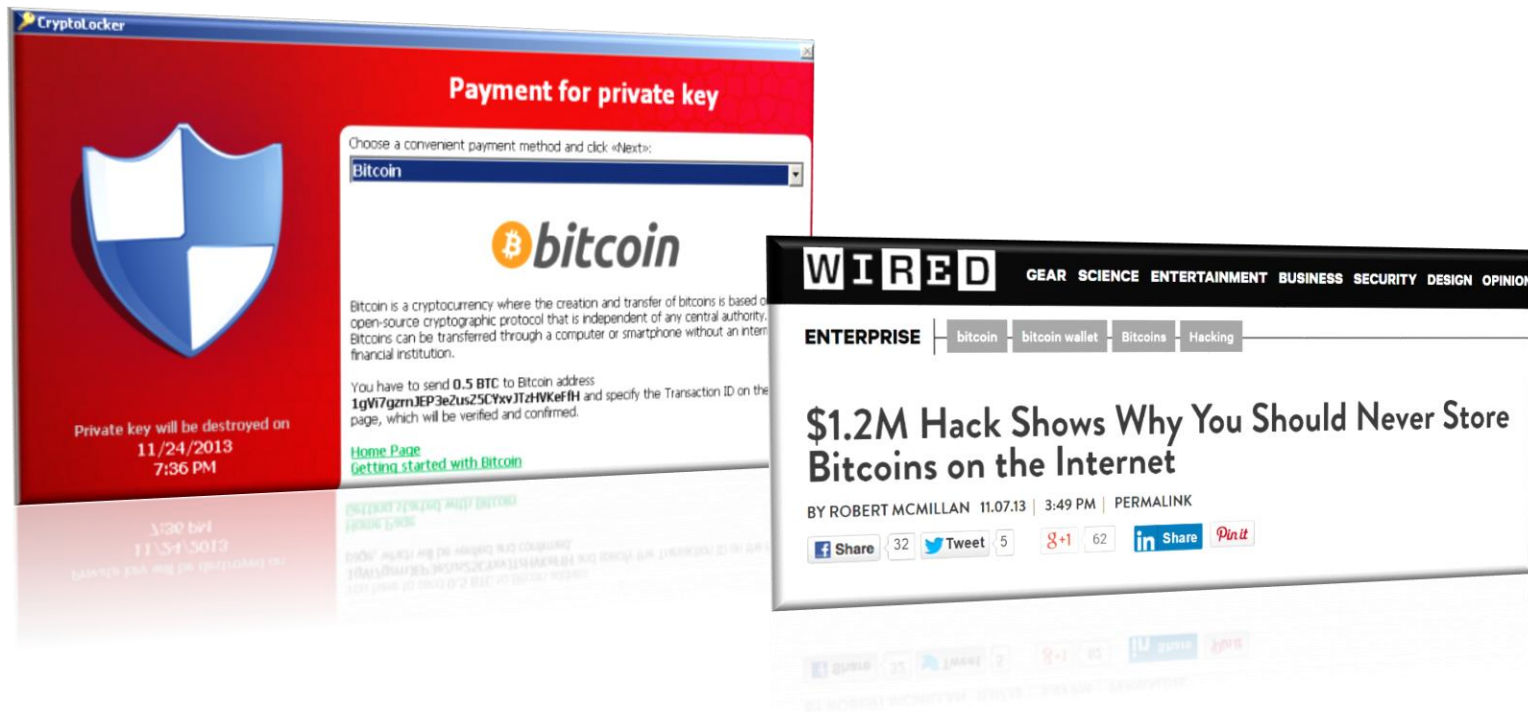 CryptoLocker
Payment for private key
Choose a convenient payment method and click «Next»:
Bitcoin
bitcoin
Bitcoin is a cryptocurrency where the creation and transfer of bitcoins is based
open-source cryptographic protocol that is independent of any central authority.
Bitcoins can be transferred through a computer or smartphone without an
financial institution.
You have to send 0.5 BTC to Bitcoin address
and specify the Transaction ID on the
page, which will be verified and confirmed.
Home Page
Getting started with Bitcoin
Private key will be destroyed on
11/24/2013
7:36 PM
WIRED
GEAR SCIENCE ENTERTAINMENT BUSINESS SECURITY DESIGN OPINION
ENTERPRISE
bitcoin bitcoin wallet Bitcoins Hacking
$1.2M Hack Shows Why You Should Never Store
Bitcoins on the Internet
BY ROBERT MCMILLAN 11.07.13 | 3:49 PM | PERMALINK
Share 32 Tweet 5 g+1 62 in Share Pin it